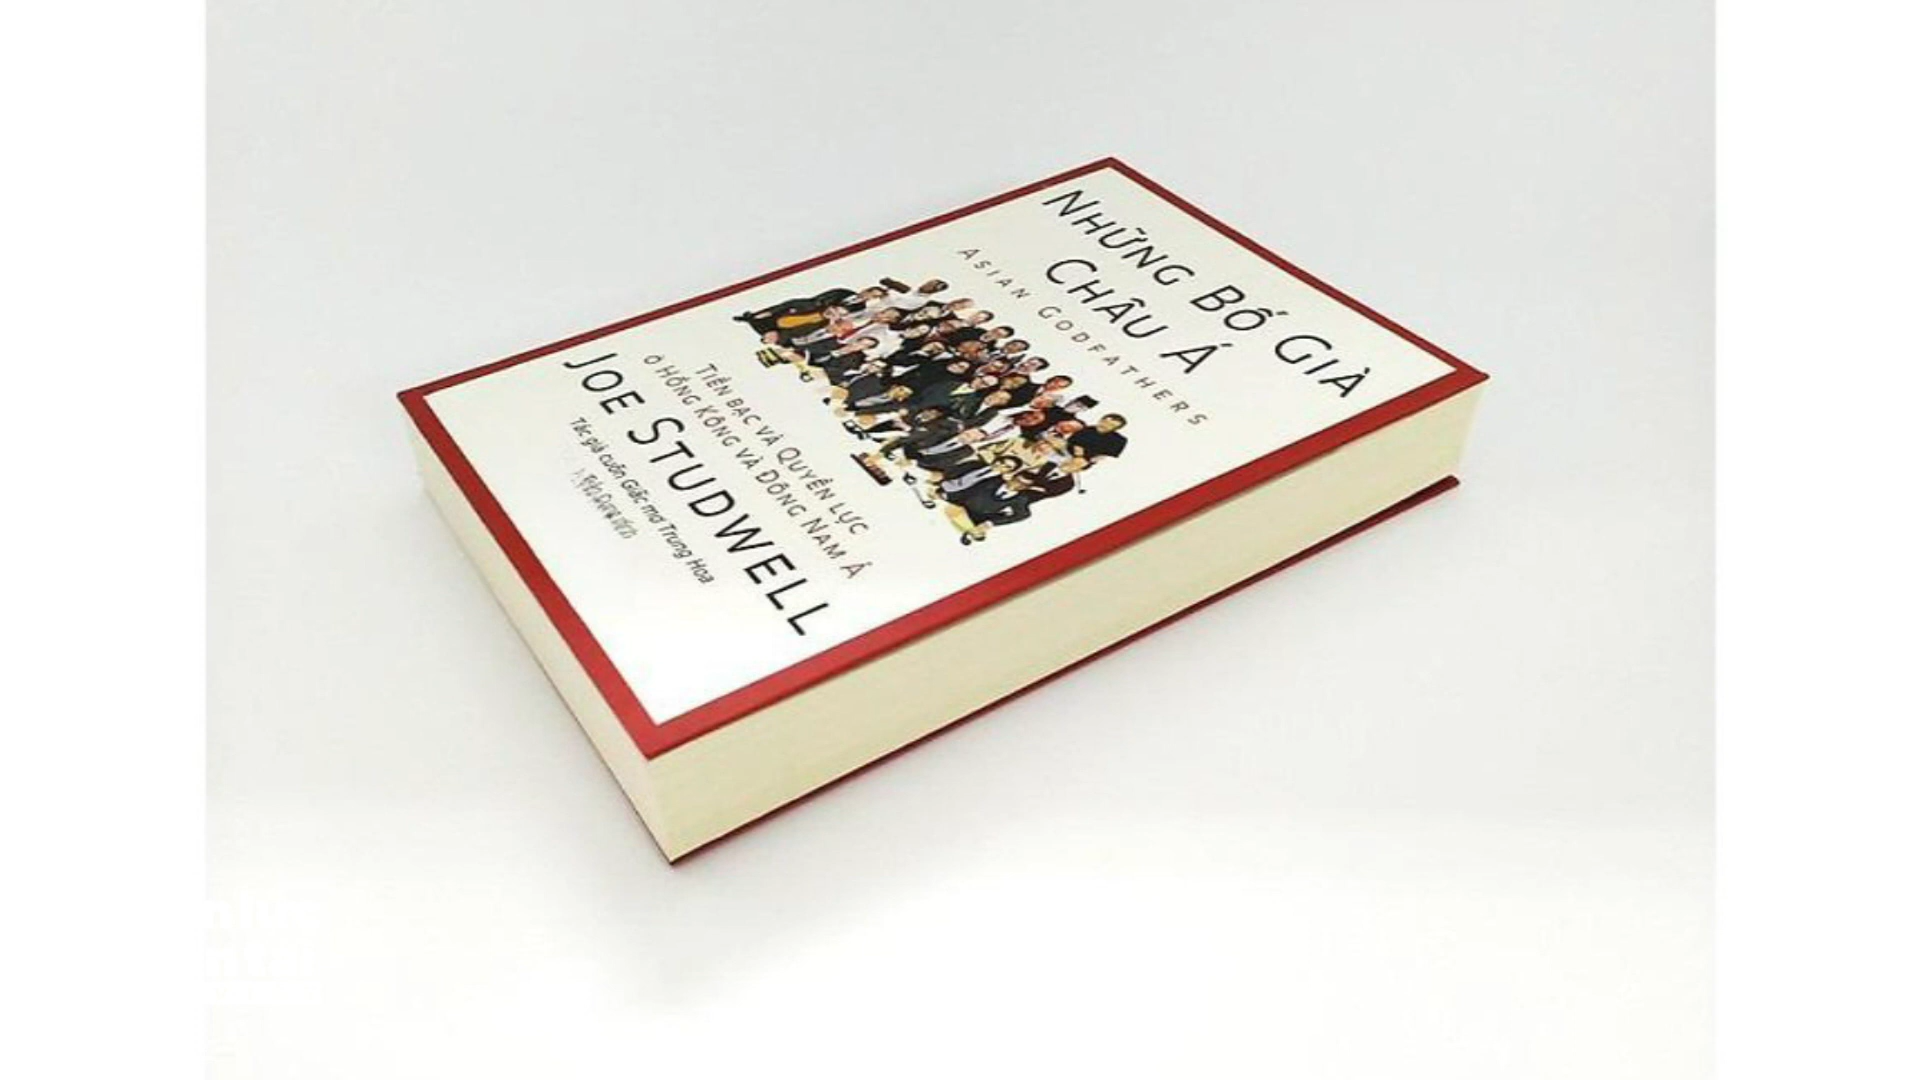 NHỮNG BỐ GIÀ
CHÂU Á
ASIAN GODFATHERS
TIỀN BẠC VÀ QUYỀN LỰC
Ở HỒNG KÔNG VÀ ĐÔNG NAM Á
JOE STUDWELL
Tác giả cuốn Giấc mơ Trung Hoa